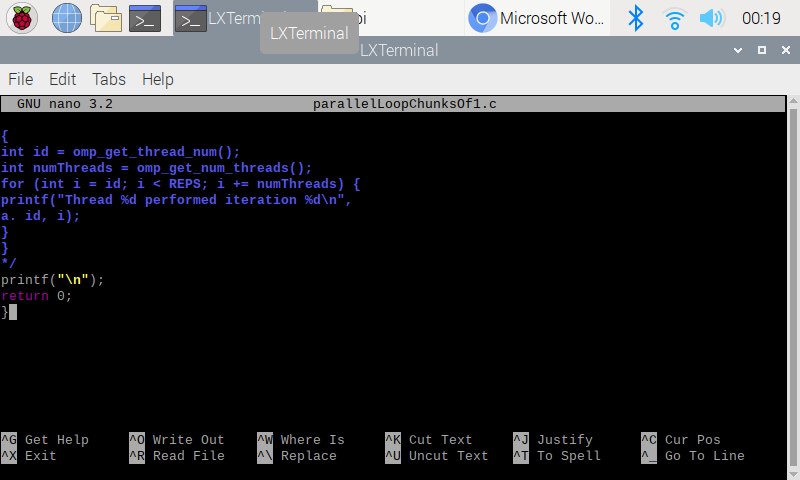 LXTerminal
pi
Microsoft Wo...
00:19
LXTerminal
LXTerminal
File Edit Tabs Help
GNU nano 3.2 parallelLoopChunksOf1.c
{
int id = omp_get_thread_num();
int numThreads = omp_get_num_threads();
for (int i = id; i < REPS; i += numThreads) {
printf("Thread %d performed iteration %d\n",
a. id, i);
}
}
*/
printf("\n");
return 0;
}
^G Get Help ^O Write Out ^W Where Is ^K Cut Text ^J Justify ^C Cur Pos
^X Exit ^R Read File ^\ Replace ^U Uncut Text ^T To Spell ^_ Go To Line